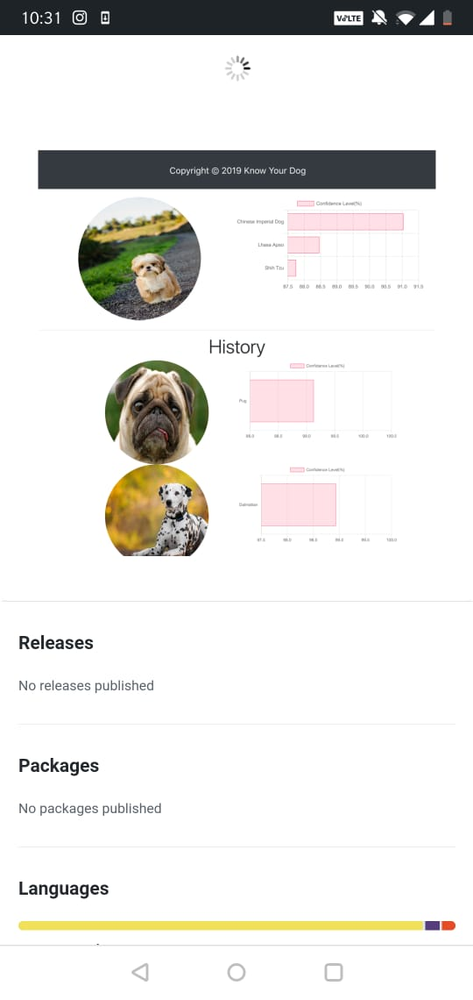 10:31
VoLTE
Copyright © 2019 Know Your Dog
Confidence Level(%)
Chinese Imperial Dog
Lhasa Apso
Shih Tzu
87.5 88.0 88.5 89.0 89.5 90.0 90.5 91.0 91.5
History
Confidence Level(%)
Pug
98.0 98.5 99.0 99.5 100.0 100.5
Confidence Level(%)
Dalmatian
97.5 98.0 98.5 99.0 99.5 100.0
Releases
No releases published
Packages
No packages published
Languages